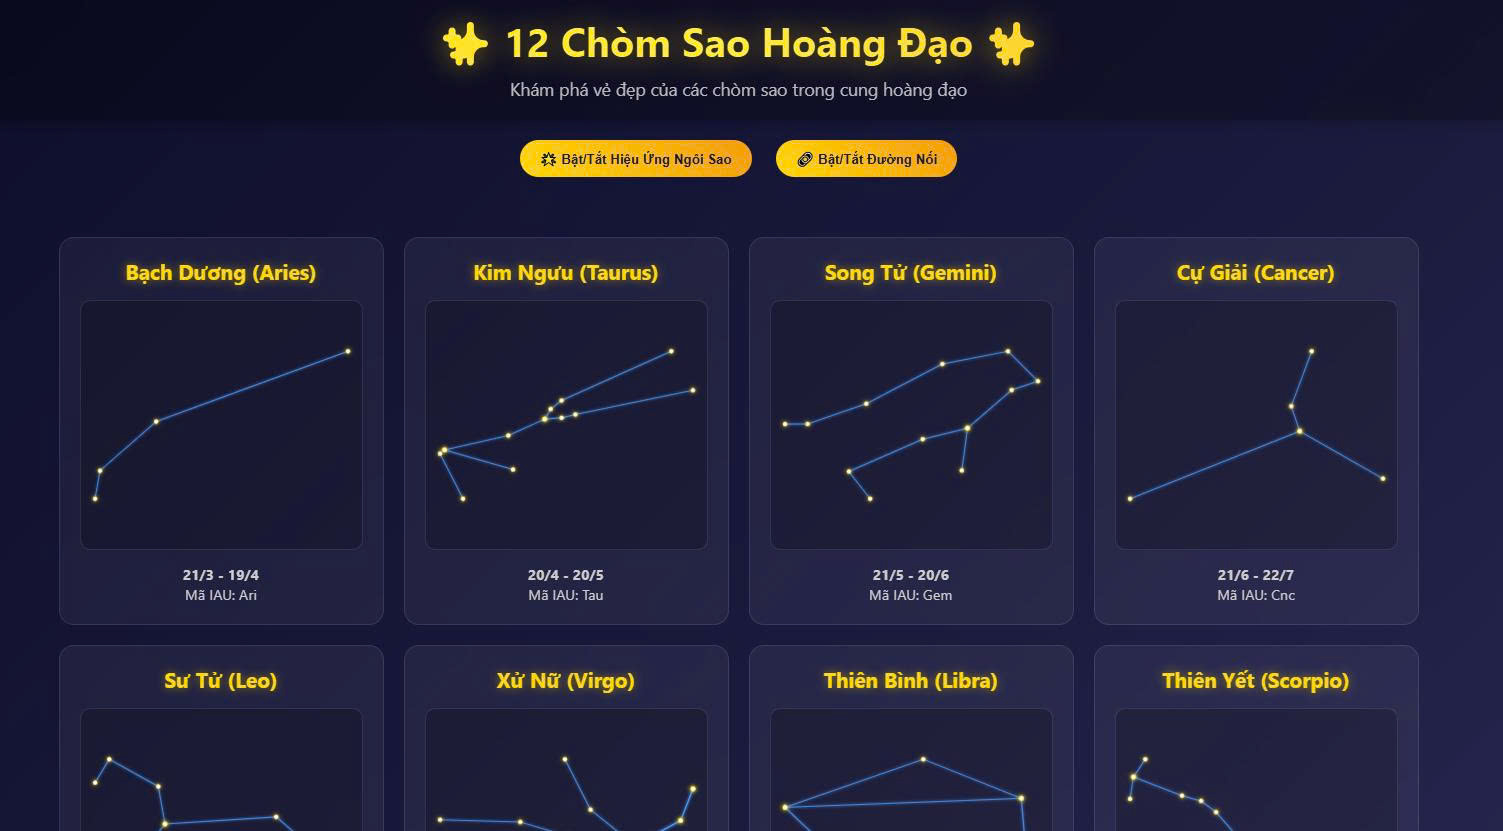 12 Chòm Sao Hoàng Đạo
Khám phá vẻ đẹp của các chòm sao trong cung hoàng đạo
Bật/Tắt Hiệu Ứng Ngôi Sao
Bật/Tắt Đường Nối
Bạch Dương (Aries)
21/3 - 19/4
Mã IAU: Ari
Kim Ngưu (Taurus)
20/4 - 20/5
Mã IAU: Tau
Song Tử (Gemini)
21/5 - 20/6
Mã IAU: Gem
Cự Giải (Cancer)
21/6 - 22/7
Mã IAU: Cnc
Sư Tử (Leo)
Xử Nữ (Virgo)
Thiên Bình (Libra)
Thiên Yết (Scorpio)